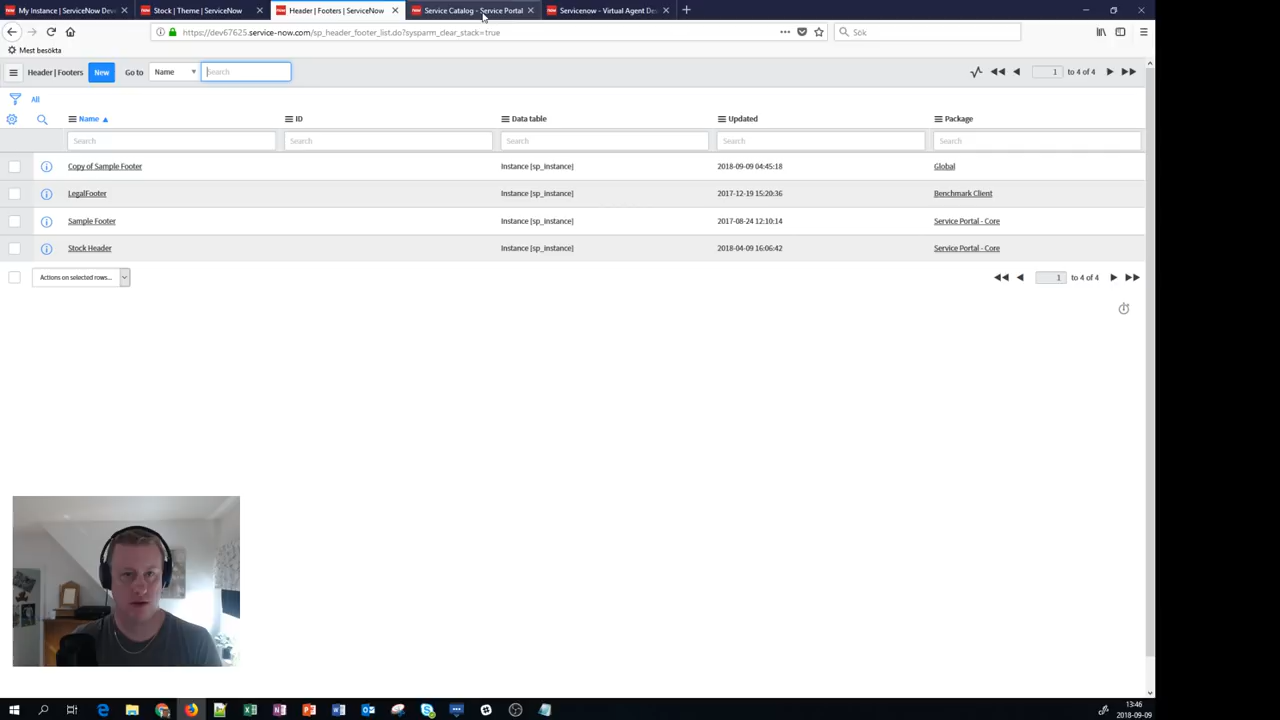 My Instance | ServiceNow Dev
Stock | Theme | ServiceNow
Header | Footers | ServiceNow
Service Catalog - Service Portal
Servicenow - Virtual Agent De
https://dev67625.service-now.com/sp_header_footer_list.do?sysparm_clear_stack=true
Sök
Mest besökta
Header | Footers New Go to Name Search 1 to 4 of 4
All
Name ID Data table Updated Package
Search Search Search Search Search
Copy of Sample Footer Instance [sp_instance] 2018-09-09 04:45:18 Global
LegalFooter Instance [sp_instance] 2017-12-19 15:20:36 Benchmark Client
Sample Footer Instance [sp_instance] 2017-08-24 12:10:14 Service Portal - Core
Stock Header Instance [sp_instance] 2018-04-09 16:06:42 Service Portal - Core
Actions on selected rows... 1 to 4 of 4
13:46
2018-09-09